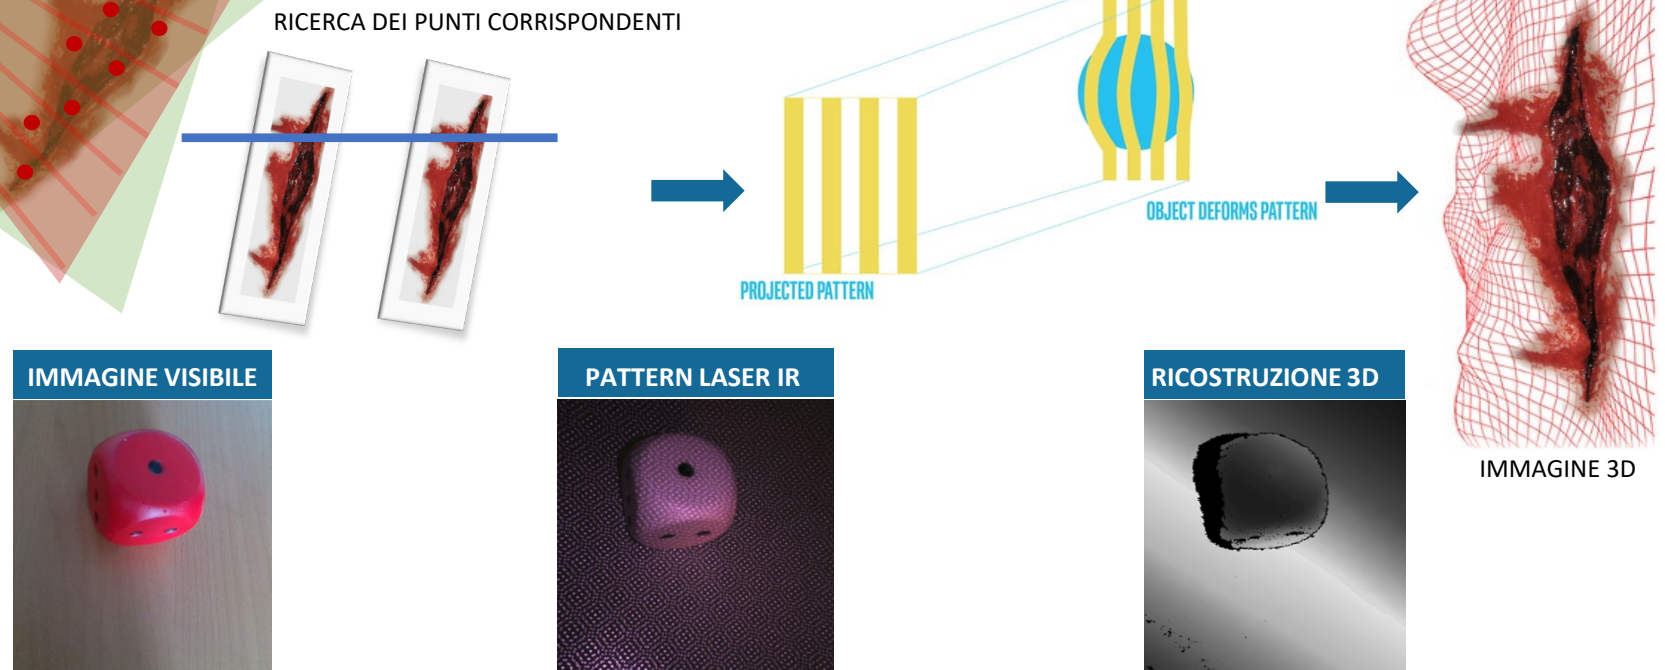 RICERCA DEI PUNTI CORRISPONDENTI
OBJECT DEFORMS PATTERN
PROJECTED PATTERN
IMMAGINE VISIBILE
PATTERN LASER IR
RICOSTRUZIONE 3D
IMMAGINE 3D